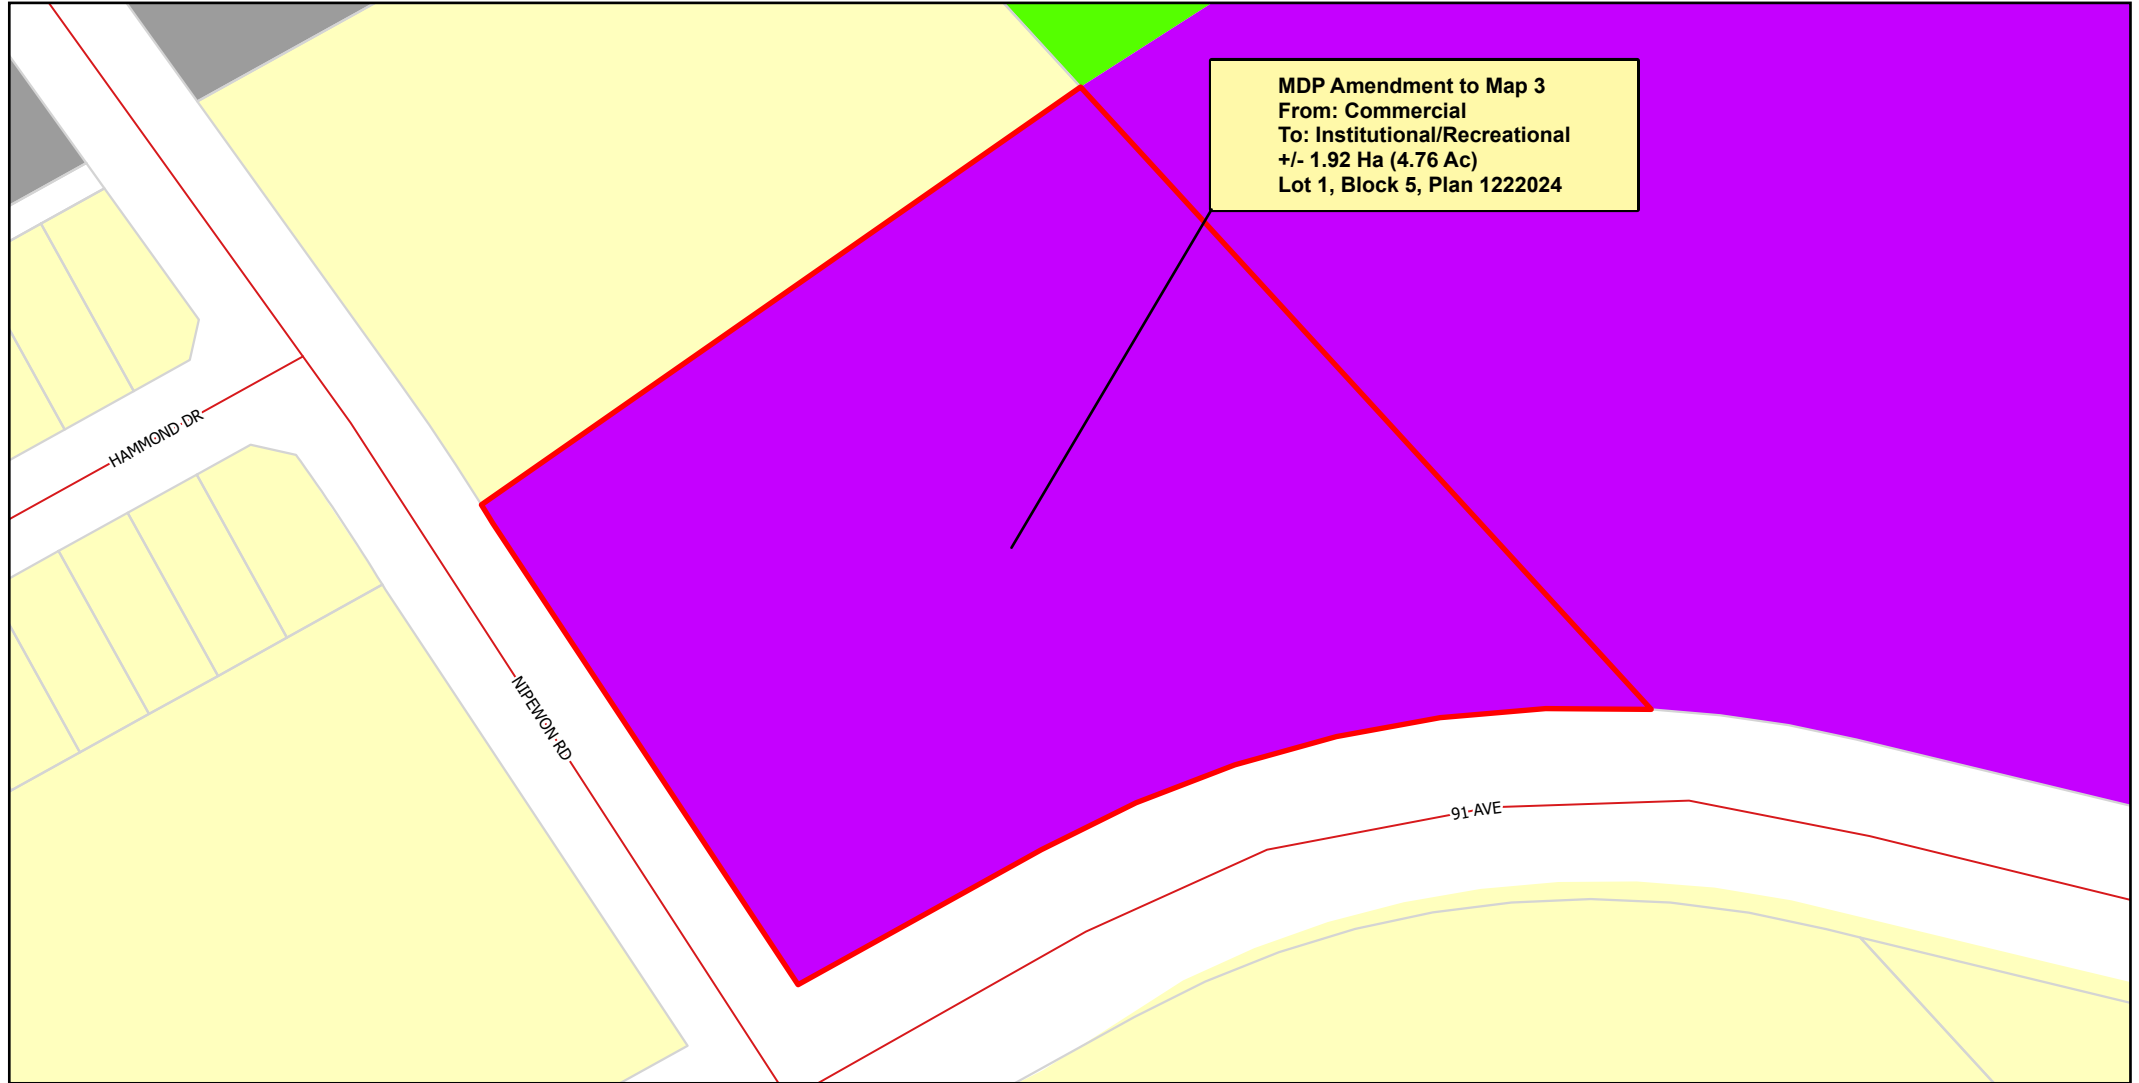 MDP Amendment to Map 3
From: Commercial
To: Institutional/Recreational
+/- 1.92 Ha (4.76 Ac)
Lot 1, Block 5, Plan 1222024
HAMMOND DR
NIPEWON RD
91 AVE